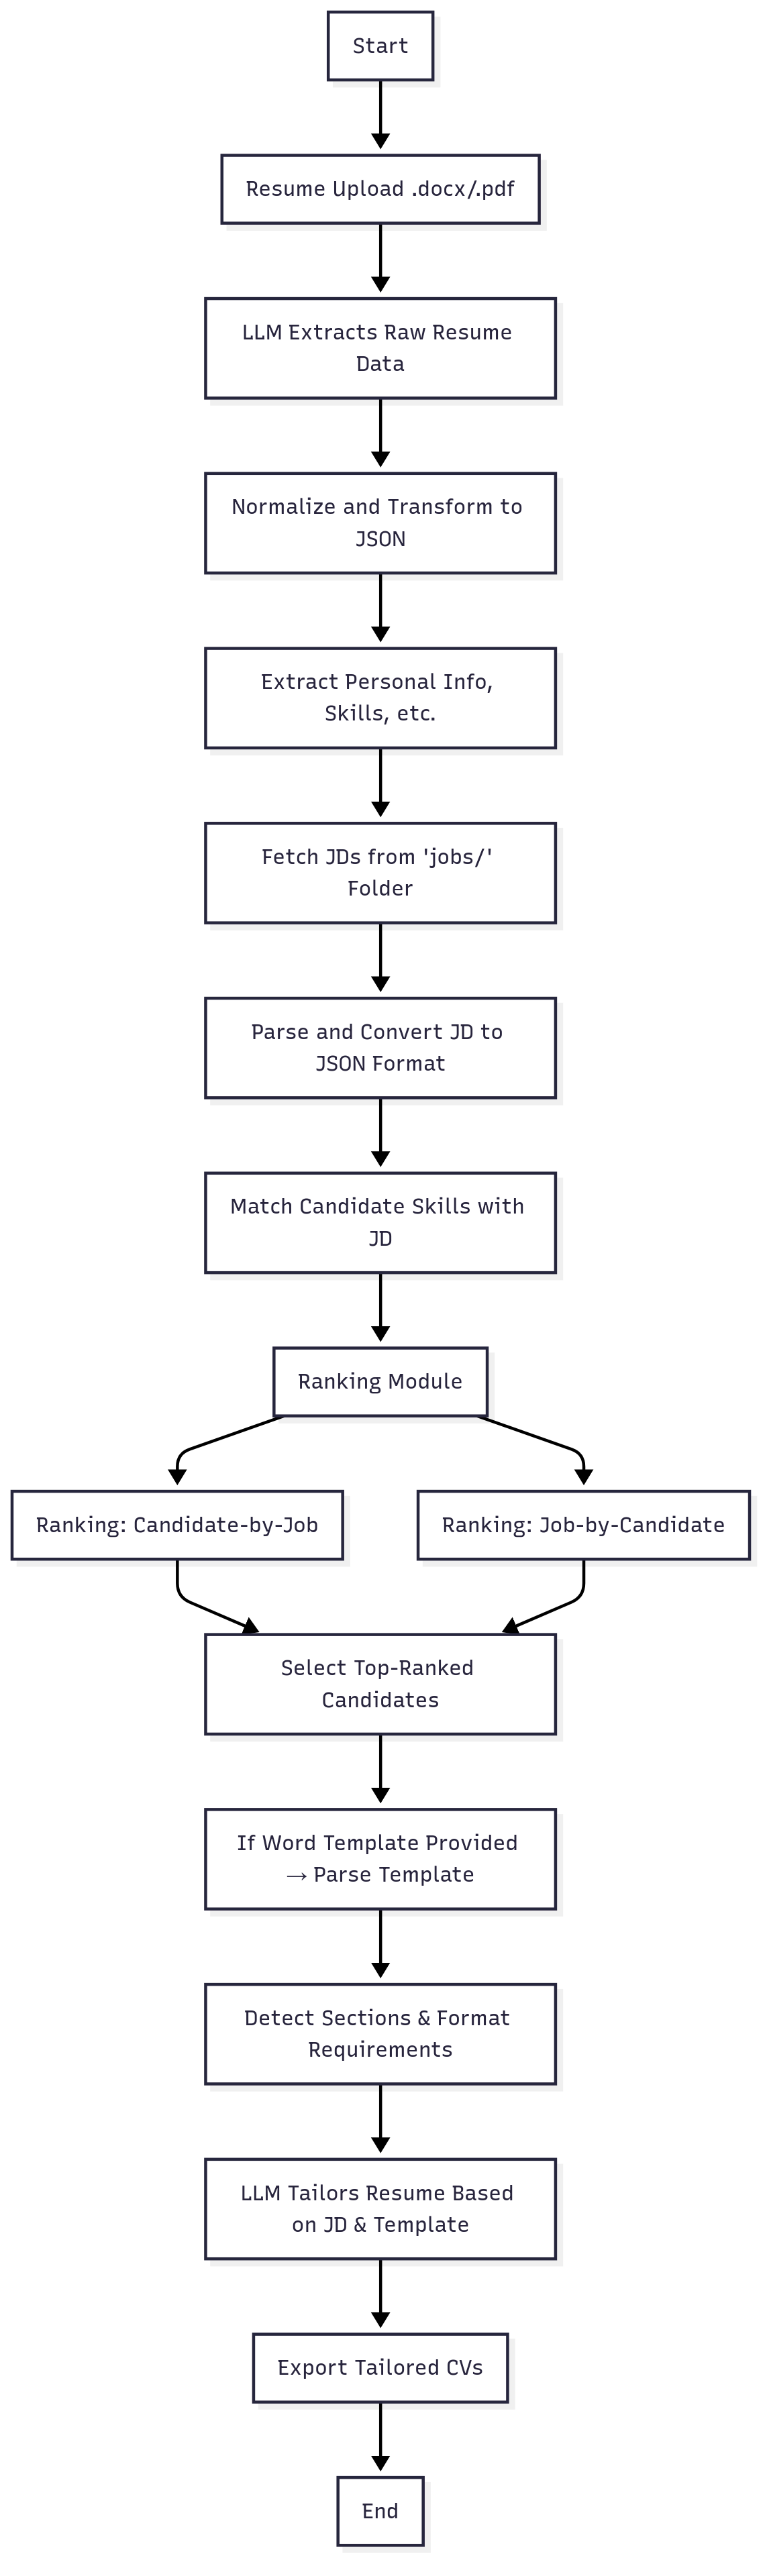 Start
Resume Upload .docx/.pdf
LLM Extracts Raw Resume
Data
Normalize and Transform to
JSON
Extract Personal Info,
Skills, etc.
Fetch JDs from 'jobs/'
Folder
Parse and Convert JD to
JSON Format
Match Candidate Skills with
JD
Ranking Module
Ranking: Candidate-by-Job
Ranking: Job-by-Candidate
Select Top-Ranked
Candidates
If Word Template Provided
→ Parse Template
Detect Sections & Format
Requirements
LLM Tailors Resume Based
on JD & Template
Export Tailored CVs
End